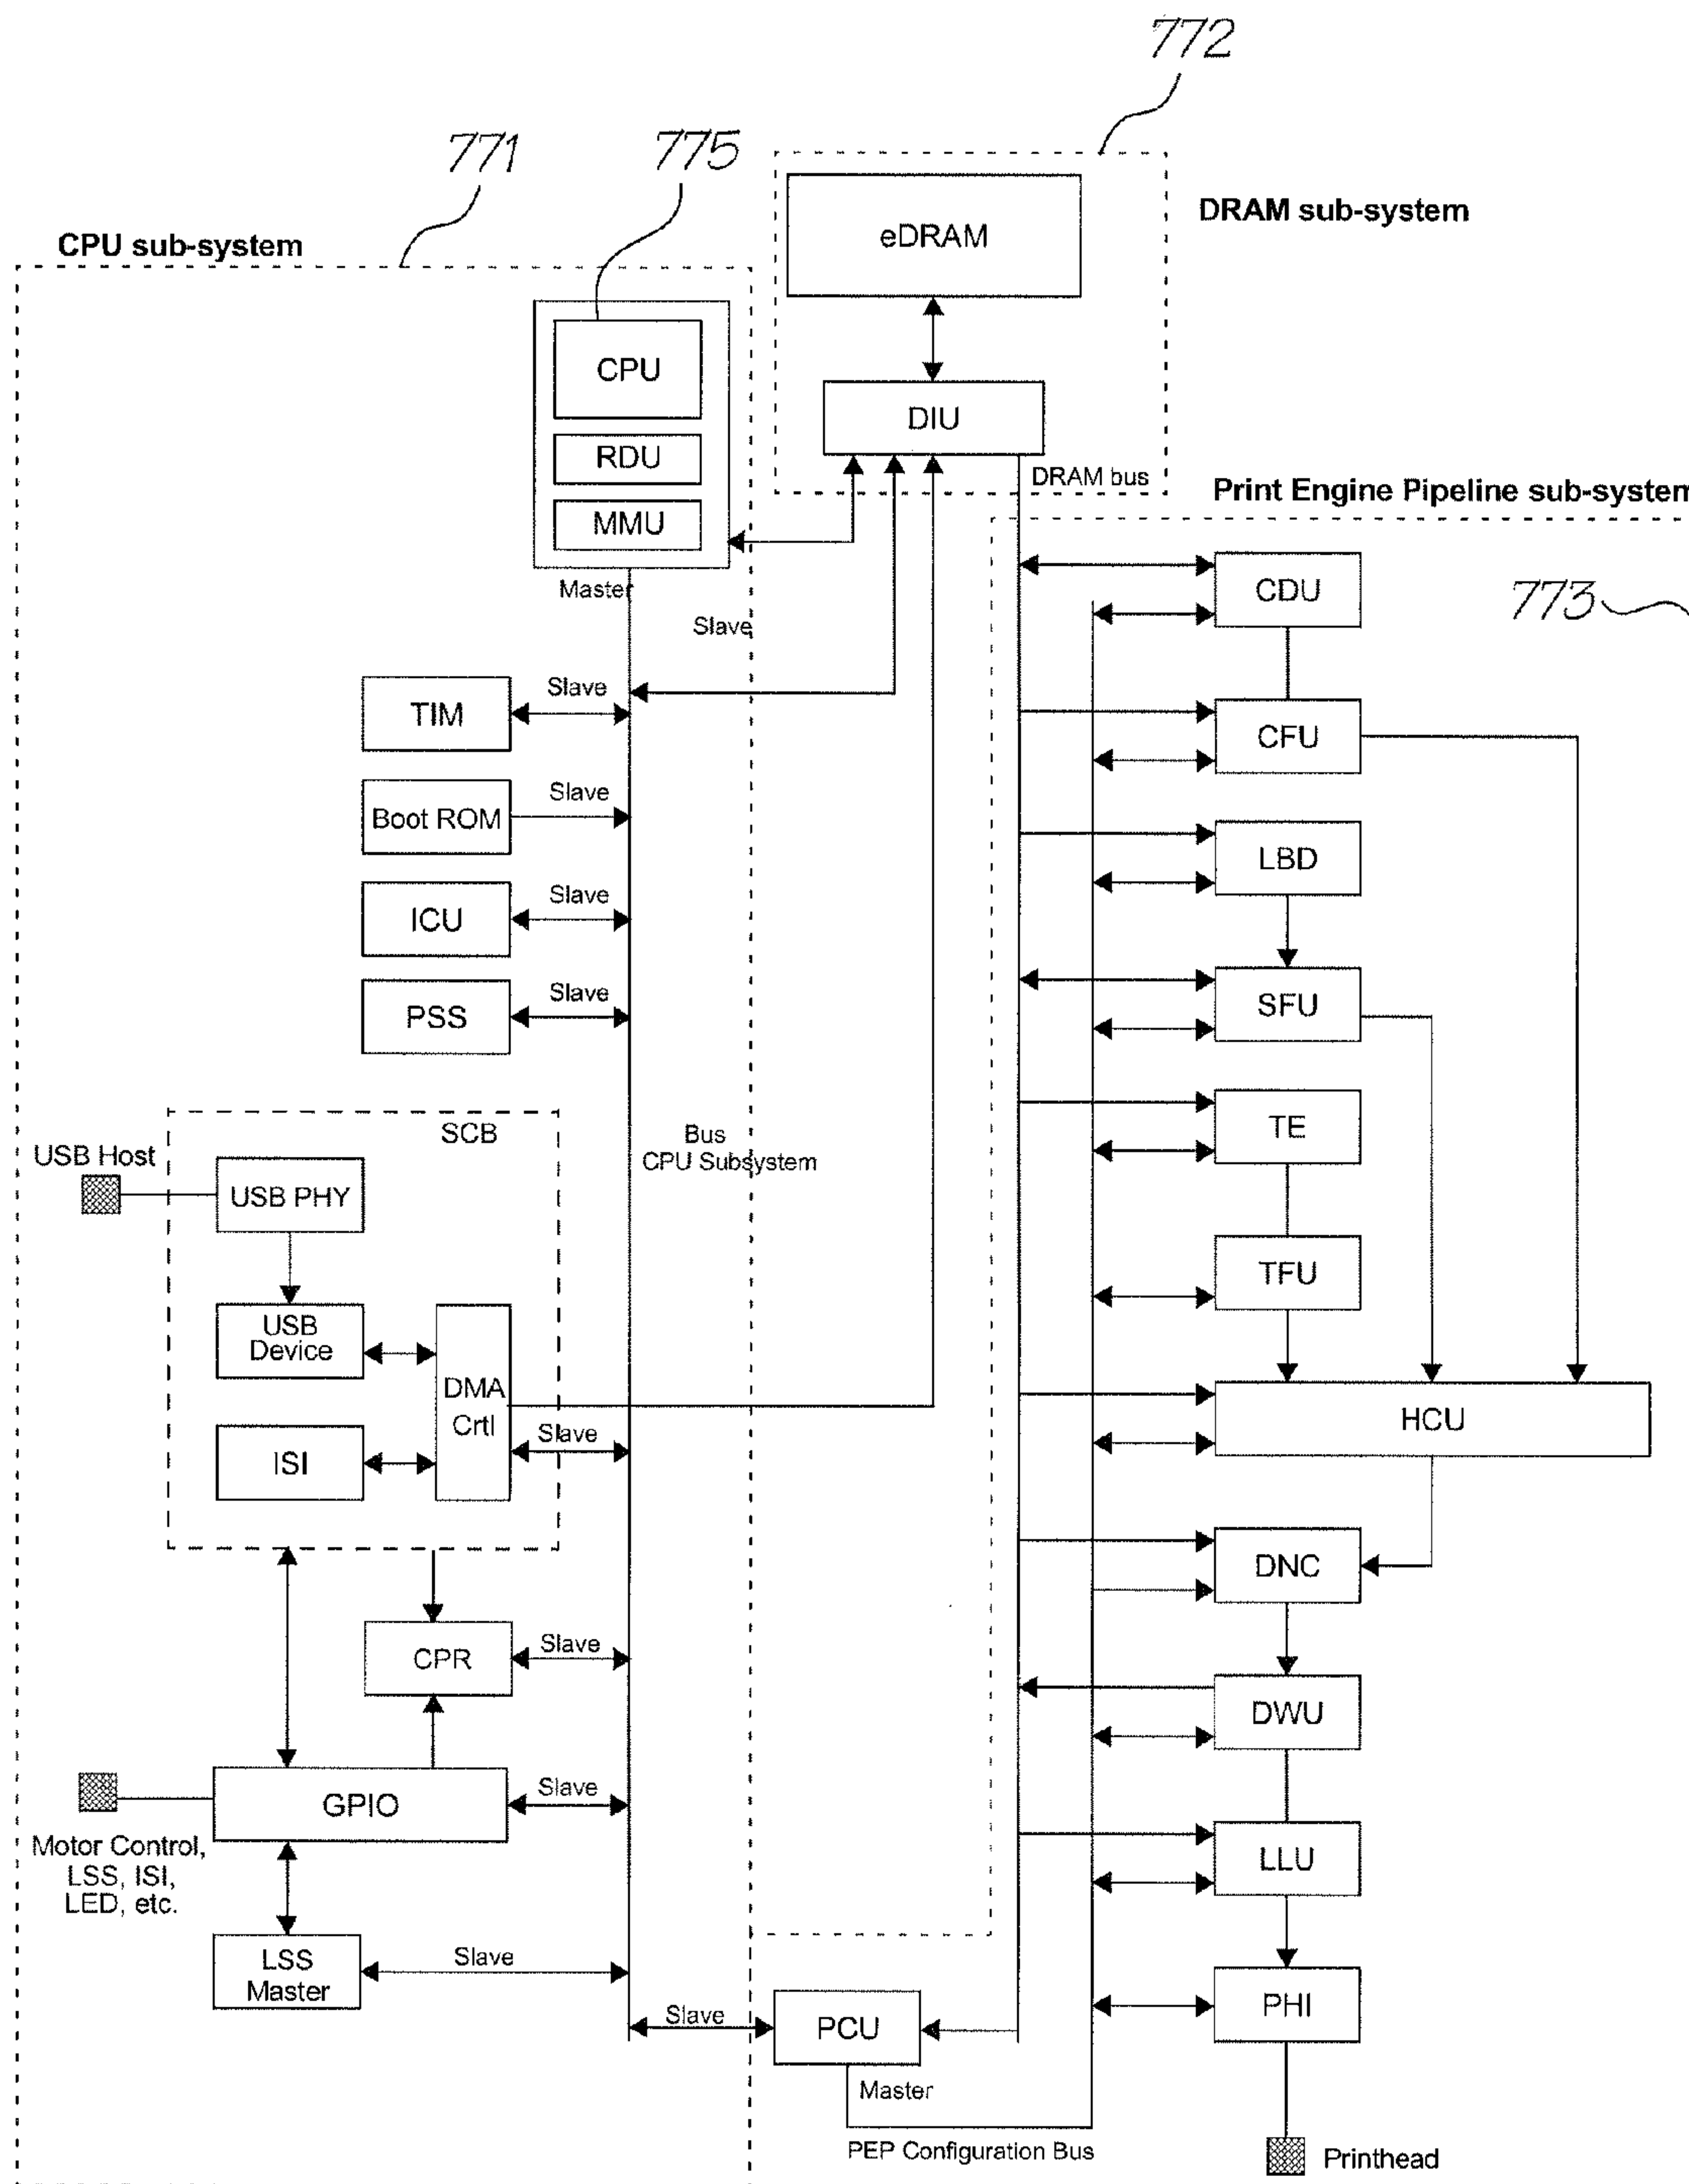 772
771
775
DRAM sub-system
CPU sub-system
eDRAM
CPU
DIU
RDU
DRAM bus
Print Engine Pipeline sub-system
MMU
Master
CDU
773
Slave
TIM
Slave
CFU
Boot ROM
Slave
LBD
ICU
Slave
PSS
Slave
SFU
SCB
TE
USB Host
Bus
CPU Subsystem
USB PHY
TFU
USB
Device
DMA
Crtl
HCU
ISI
Slave
DNC
CPR
Slave
DWU
GPIO
Slave
Motor Control,
LSS, ISI,
LED, etc.
LLU
LSS
Master
Slave
PHI
Slave
PCU
Master
PEP Configuration Bus
Printhead